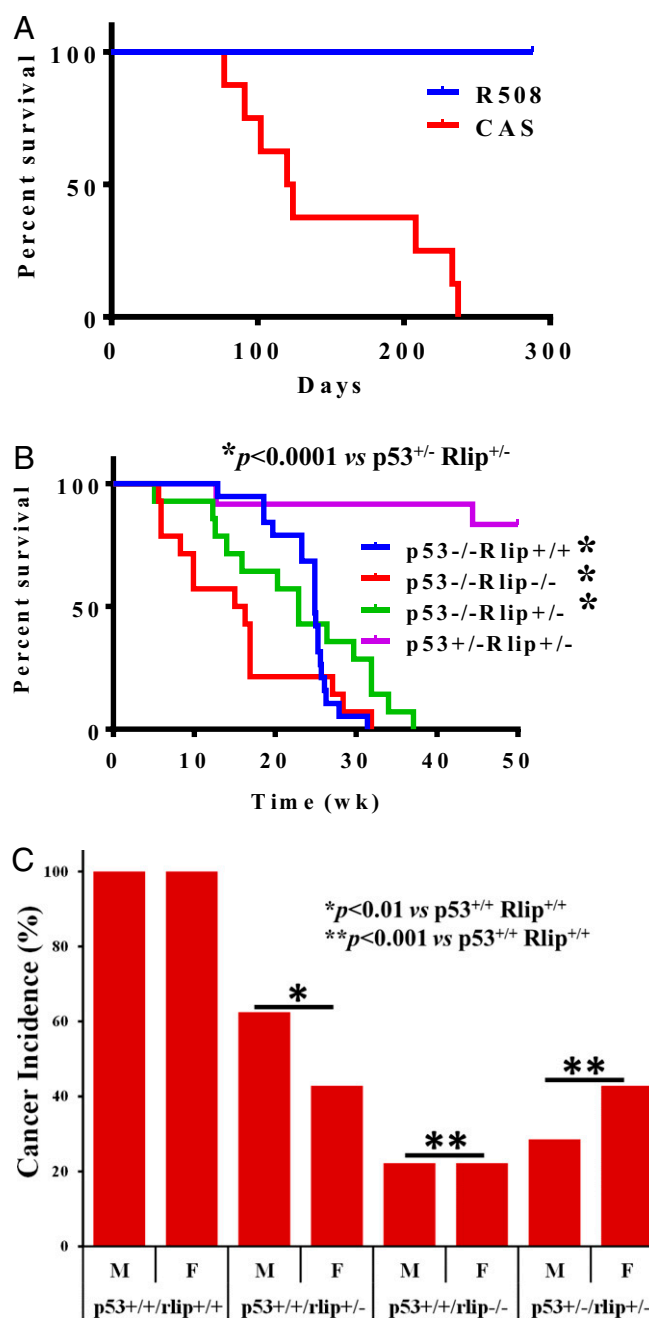 A
100
50
0
Percent survival
R508
CAS
0 100 200 300
Days
B
*p<0.0001 vs p53+/- Rlip+/-
100
50
0
Percent survival
p53-/-Rlip+/+ *
p53-/-Rlip-/- *
p53-/-Rlip+/- *
p53+/-Rlip+/-
0 10 20 30 40 50
Time (wk)
C
100
80
60
40
20
0
Cancer Incidence (%)
*p<0.01 vs p53+/+ Rlip+/+
**p<0.001 vs p53+/+ Rlip+/+
*
**
**
M F M F M F M F
p53+/+/rlip+/+ p53+/+/rlip+/- p53+/+/rlip-/- p53+/-/rlip+/-